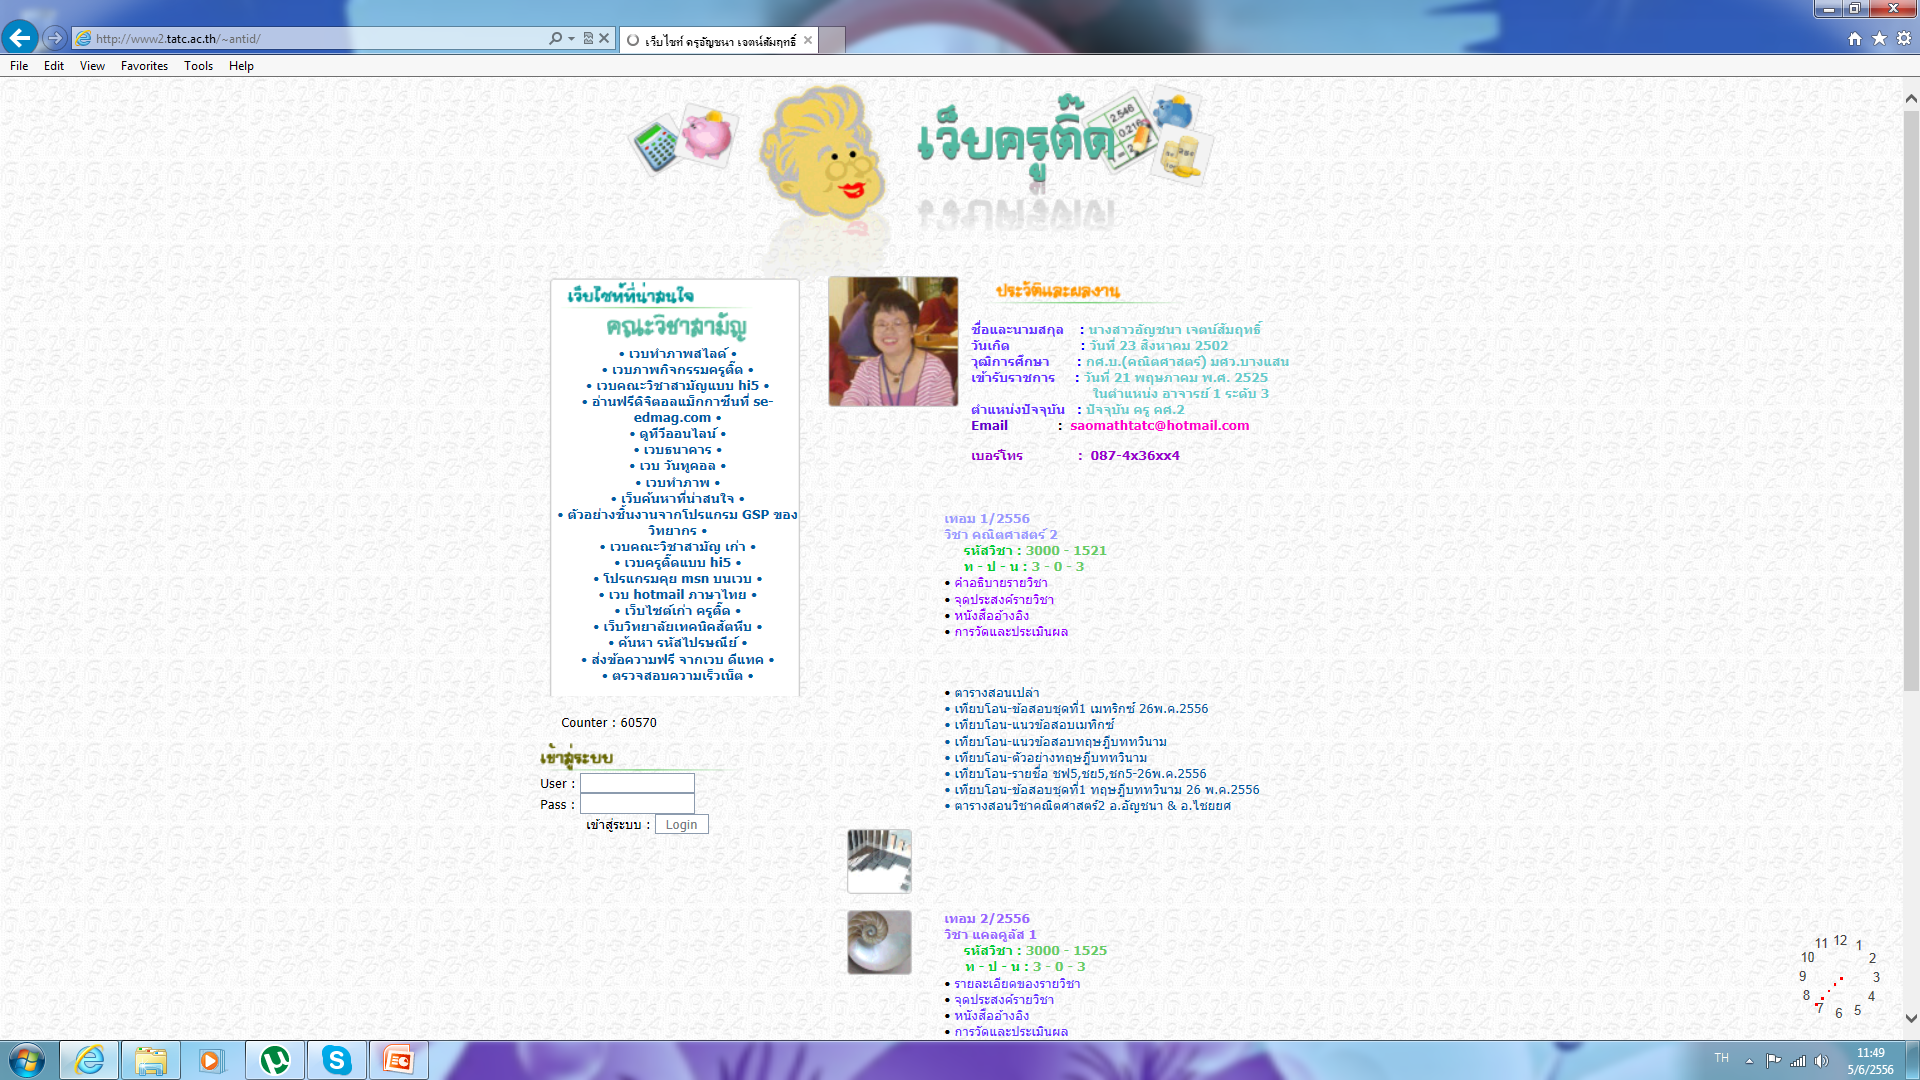 http://www2.tatc.ac.th/~antid/
เว็บไซท์ ครูอัญชนา เจตน์สัมฤทธิ์
File Edit View Favorites Tools Help
เว็บครูติ๊ด
เว็บไซท์ที่น่าสนใจ
คณะวิชาสามัญ
• เวบทำภาพสไลด์ •
• เวบภาพกิจกรรมครูติ๊ด •
• เวบคณะวิชาสามัญแบบ hi5 •
• อ่านฟรีดิจิตอลแม็กกาซีนที่ se-
edmag.com •
• ดูทีวีออนไลน์ •
• เวบธนาคาร •
• เวบ วันทูคอล •
• เวบทำภาพ •
• เว็บค้นหาที่น่าสนใจ •
• ตัวอย่างชิ้นงานจากโปรแกรม GSP ของ
วิทยากร •
• เวบคณะวิชาสามัญ เก่า •
• เวบครูติ๊ดแบบ hi5 •
• โปรแกรมคุย msn บนเวบ •
• เวบ hotmail ภาษาไทย •
• เว็บไซต์เก่า ครูติ๊ด •
• เว็บวิทยาลัยเทคนิคสัตหีบ •
• ค้นหา รหัสไปรษณีย์ •
• ส่งข้อความฟรี จากเวบ ดีแทค •
• ตรวจสอบความเร็วเน็ต •
Counter : 60570
เข้าสู่ระบบ
User :
Pass :
เข้าสู่ระบบ : Login
ประวัติและผลงาน
ชื่อและนามสกุล : นางสาวอัญชนา เจตน์สัมฤทธิ์
วันเกิด : วันที่ 23 สิงหาคม 2502
วุฒิการศึกษา : กศ.บ.(คณิตศาสตร์) มศว.บางแสน
เข้ารับราชการ : วันที่ 21 พฤษภาคม พ.ศ. 2525
ในตำแหน่ง อาจารย์ 1 ระดับ 3
ตำแหน่งปัจจุบัน : ปัจจุบัน ครู คศ.2
Email : saomathtatc@hotmail.com
เบอร์โทร : 087-4x36xx4
เทอม 1/2556
วิชา คณิตศาสตร์ 2
รหัสวิชา : 3000 - 1521
ท - ป - น : 3 - 0 - 3
• คำอธิบายรายวิชา
• จุดประสงค์รายวิชา
• หนังสืออ้างอิง
• การวัดและประเมินผล
• ตารางสอนเปล่า
• เทียบโอน-ข้อสอบชุดที่1 เมทริกซ์ 26พ.ค.2556
• เทียบโอน-แนวข้อสอบเมทิกซ์
• เทียบโอน-แนวข้อสอบทฤษฎีบททวินาม
• เทียบโอน-ตัวอย่างทฤษฎีบททวินาม
• เทียบโอน-รายชื่อ ชฟ5,ชย5,ชก5-26พ.ค.2556
• เทียบโอน-ข้อสอบชุดที่1 ทฤษฎีบททวินาม 26 พ.ค.2556
• ตารางสอนวิชาคณิตศาสตร์2 อ.อัญชนา & อ.ไชยยศ
เทอม 2/2556
วิชา แคลคูลัส 1
รหัสวิชา : 3000 - 1525
ท - ป - น : 3 - 0 - 3
• รายละเอียดของรายวิชา
• จุดประสงค์รายวิชา
• หนังสืออ้างอิง
• การวัดและประเมินผล
12 1 2 3 4 5 6 7 8 9 10 11
TH
11:49
5/6/2556